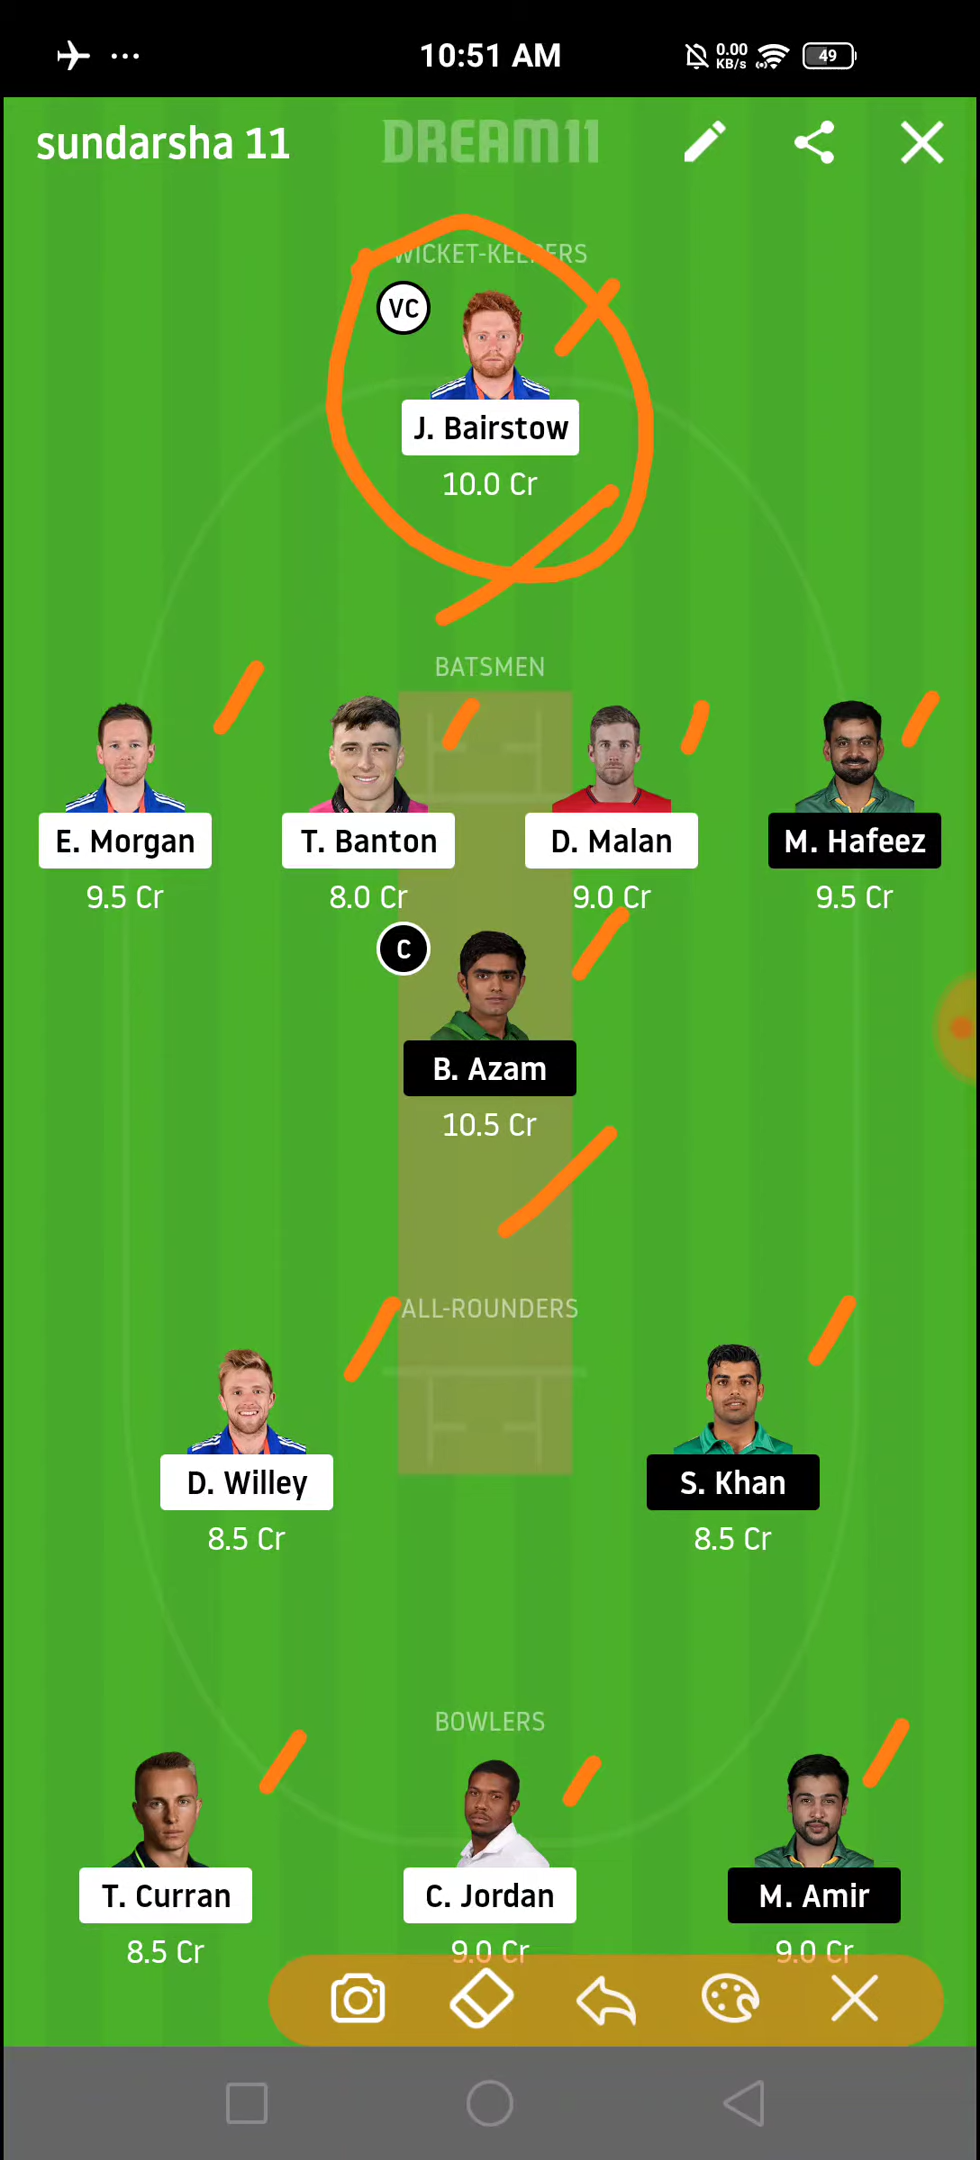 10:51 AM 0.00 KB/s 49
sundarsha 11 DREAM11
WICKET-KEEPERS
VC
J. Bairstow
10.0 Cr
BATSMEN
E. Morgan T. Banton D. Malan M. Hafeez
9.5 Cr 8.0 Cr 9.0 Cr 9.5 Cr
C
B. Azam
10.5 Cr
ALL-ROUNDERS
D. Willey S. Khan
8.5 Cr 8.5 Cr
BOWLERS
T. Curran C. Jordan M. Amir
8.5 Cr 9.0 Cr 9.0 Cr